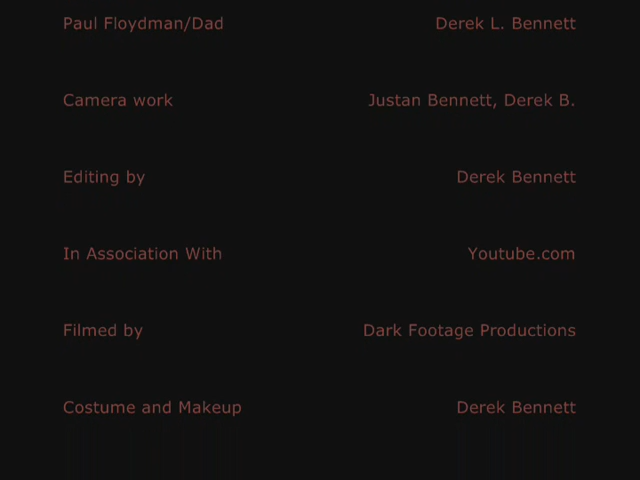 Paul Floydman/Dad Derek L. Bennett
Camera work Justan Bennett, Derek B.
Editing by Derek Bennett
In Association With Youtube.com
Filmed by Dark Footage Productions
Costume and Makeup Derek Bennett